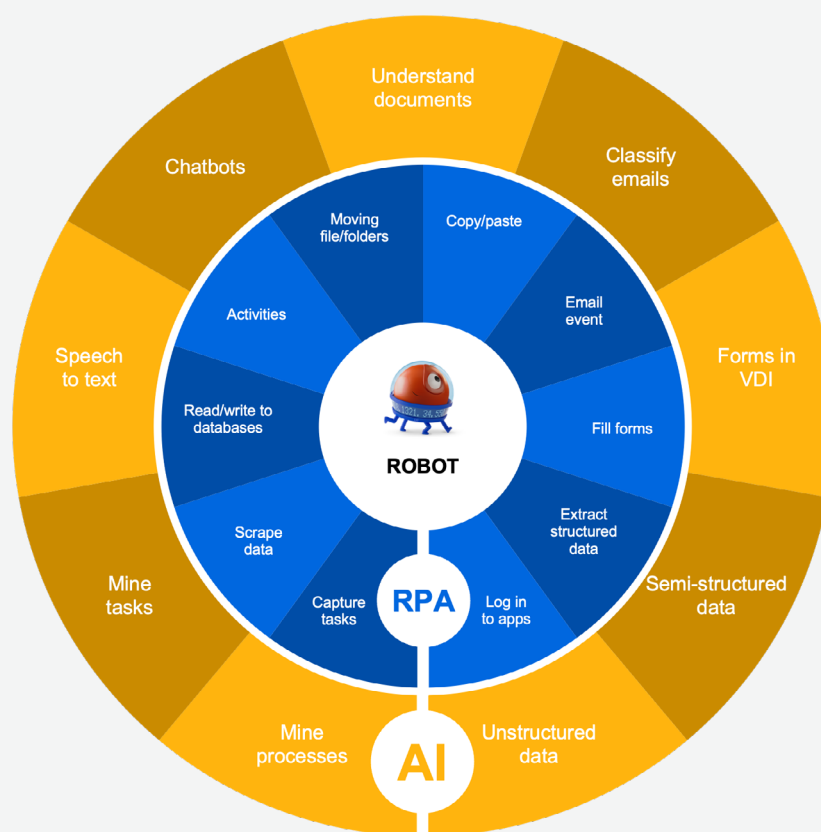 Understand
documents
Classify
emails
Forms in
VDI
Semi-structured
data
Unstructured
data
AI
Mine
processes
Mine
tasks
Speech
to text
Chatbots
Moving
file/folders
Copy/paste
Email
event
Fill forms
Extract
structured
data
Log in
to apps
RPA
Capture
tasks
Scrape
data
Read/write to
databases
Activities
ROBOT